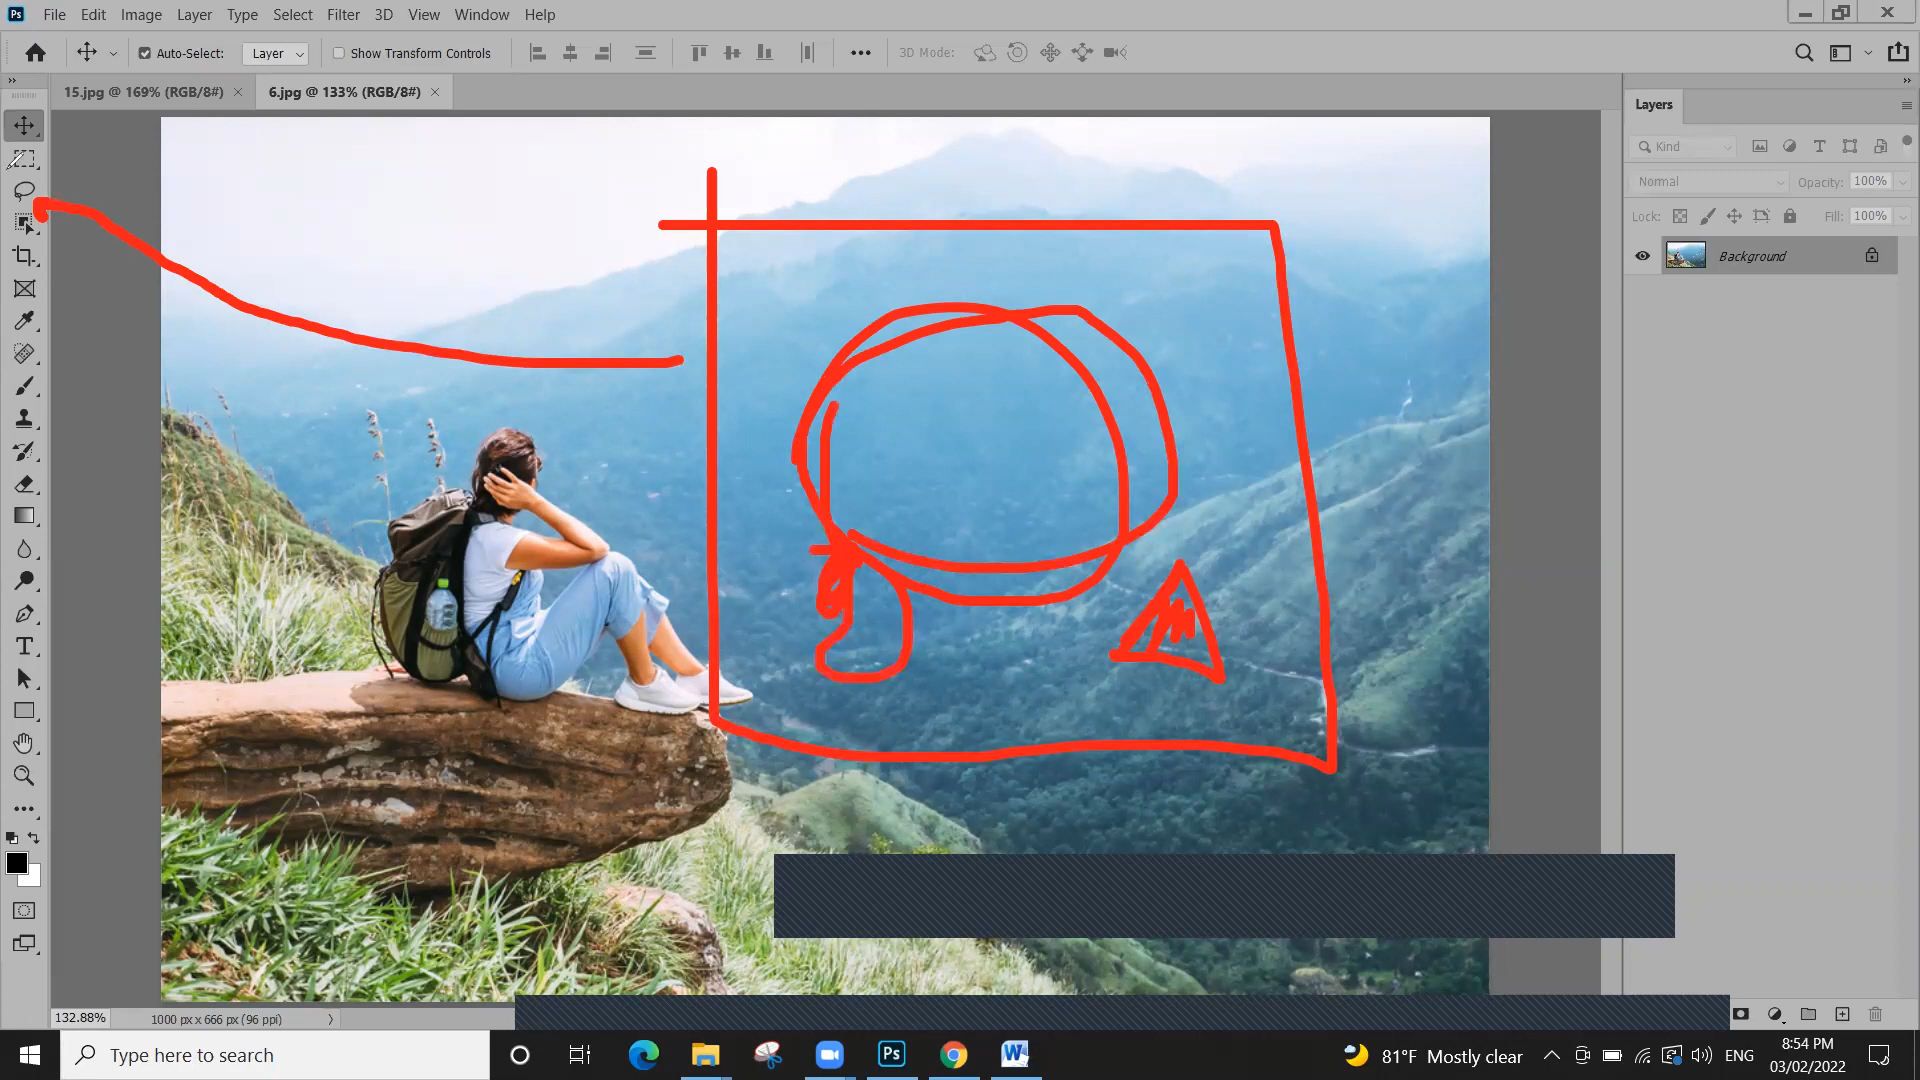 Ps File Edit Image Layer Type Select Filter 3D View Window Help
Auto-Select: Layer Show Transform Controls 3D Mode:
15.jpg @ 169% (RGB/8#) 6.jpg @ 133% (RGB/8#)
Layers
Kind
Normal Opacity: 100%
Lock: Fill: 100%
Background
132.88% 1000 px x 666 px (96 ppi)
Type here to search
Ps
W
81°F Mostly clear
ENG
8:54 PM
03/02/2022